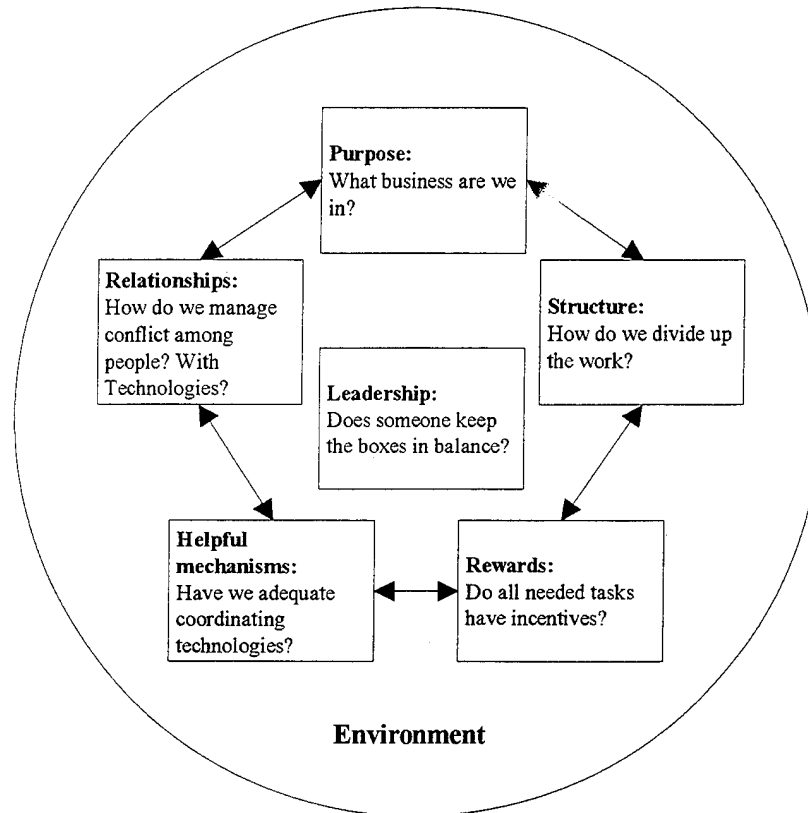 Purpose:
What business are we
in?
Relationships:
How do we manage
conflict among
people? With
Technologies?
Structure:
How do we divide up
the work?
Leadership:
Does someone keep
the boxes in balance?
Helpful
mechanisms:
Have we adequate
coordinating
technologies?
Rewards:
Do all needed tasks
have incentives?
Environment